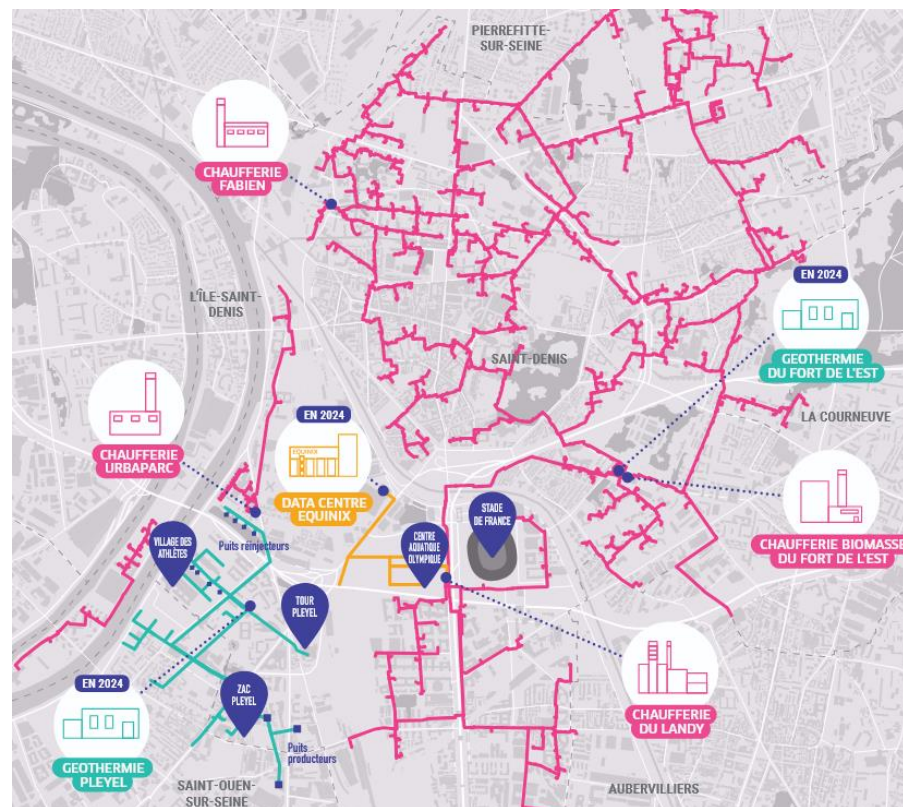 PIERREFITTE-
SUR-SEINE
CHAUFFERIE
FABIEN
L'ÎLE-SAINT-
DENIS
EN 2024
GEOTHERMIE
DU FORT DE L'EST
SAINT-DENIS
LA COURNEUVE
CHAUFFERIE
URBAPARC
EN 2024
EQUINIX
DATA CENTRE
EQUINIX
STADE
DE FRANCE
CENTRE
AQUATIQUE
OLYMPIQUE
CHAUFFERIE BIOMASSE
DU FORT DE L'EST
VILLAGE DES
ATHLÈTES
Puits réinjecteurs
TOUR
PLEYEL
EN 2024
GEOTHERMIE
PLEYEL
ZAC
PLEYEL
Puits
producteurs
CHAUFFERIE
DU LANDY
SAINT-OUEN-
SUR-SEINE
AUBERVILLIERS